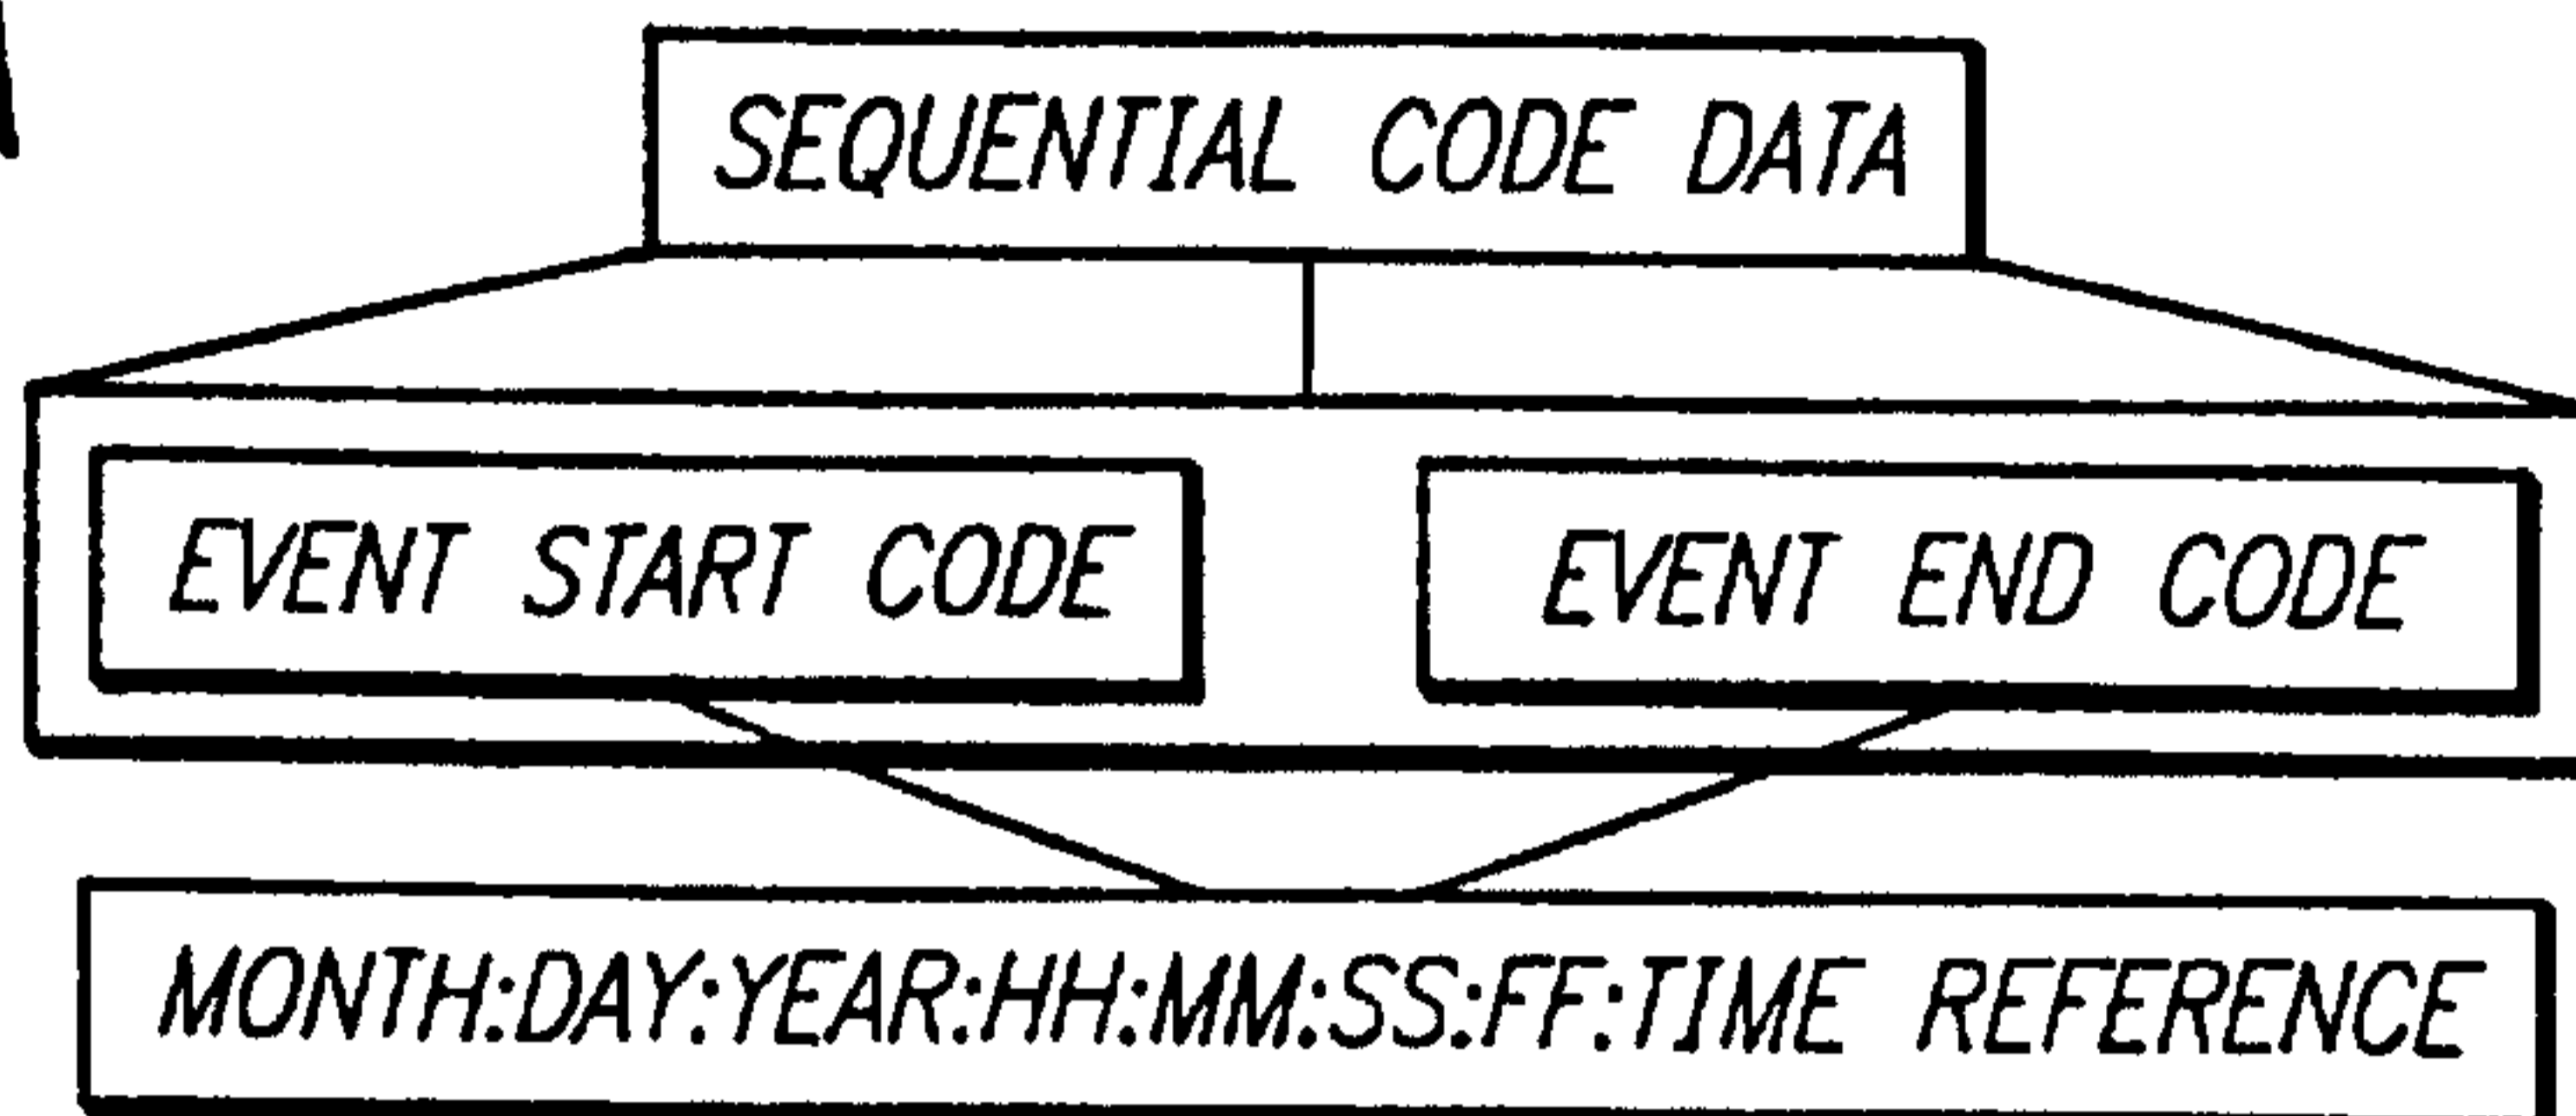 SEQUENTIAL CODE DATA
EVENT START CODE
EVENT END CODE
MONTH:DAY:YEAR:HH:MM:SS:FF:TIME REFERENCE